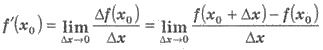 f′(x₀) = lim_{Δx→0} Δf(x₀)/Δx = lim_{Δx→0} (f(x₀ + Δx) − f(x₀))/Δx